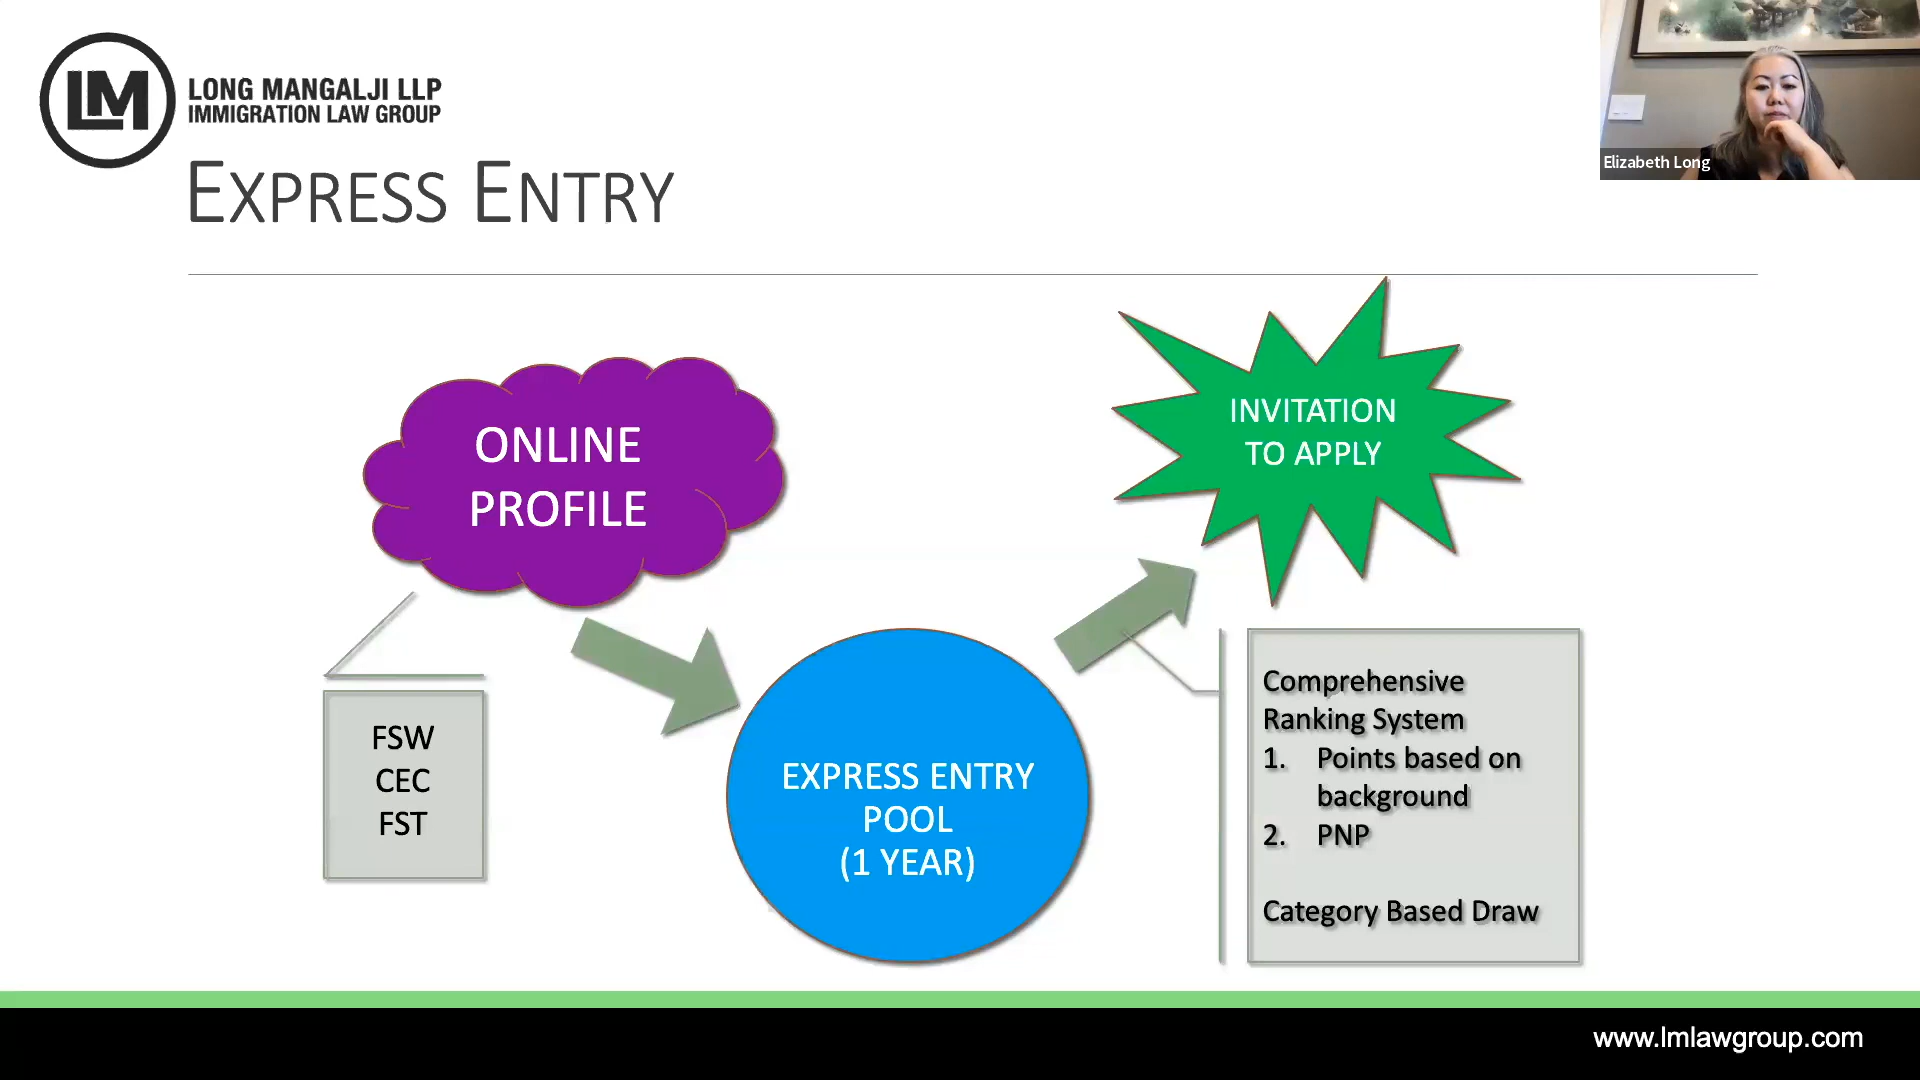 LM
LONG MANGALJI LLP
IMMIGRATION LAW GROUP
EXPRESS ENTRY
Elizabeth Long
ONLINE
PROFILE
INVITATION
TO APPLY
FSW
CEC
FST
EXPRESS ENTRY
POOL
(1 YEAR)
Comprehensive
Ranking System
1. Points based on
background
2. PNP
Category Based Draw
www.lmlawgroup.com